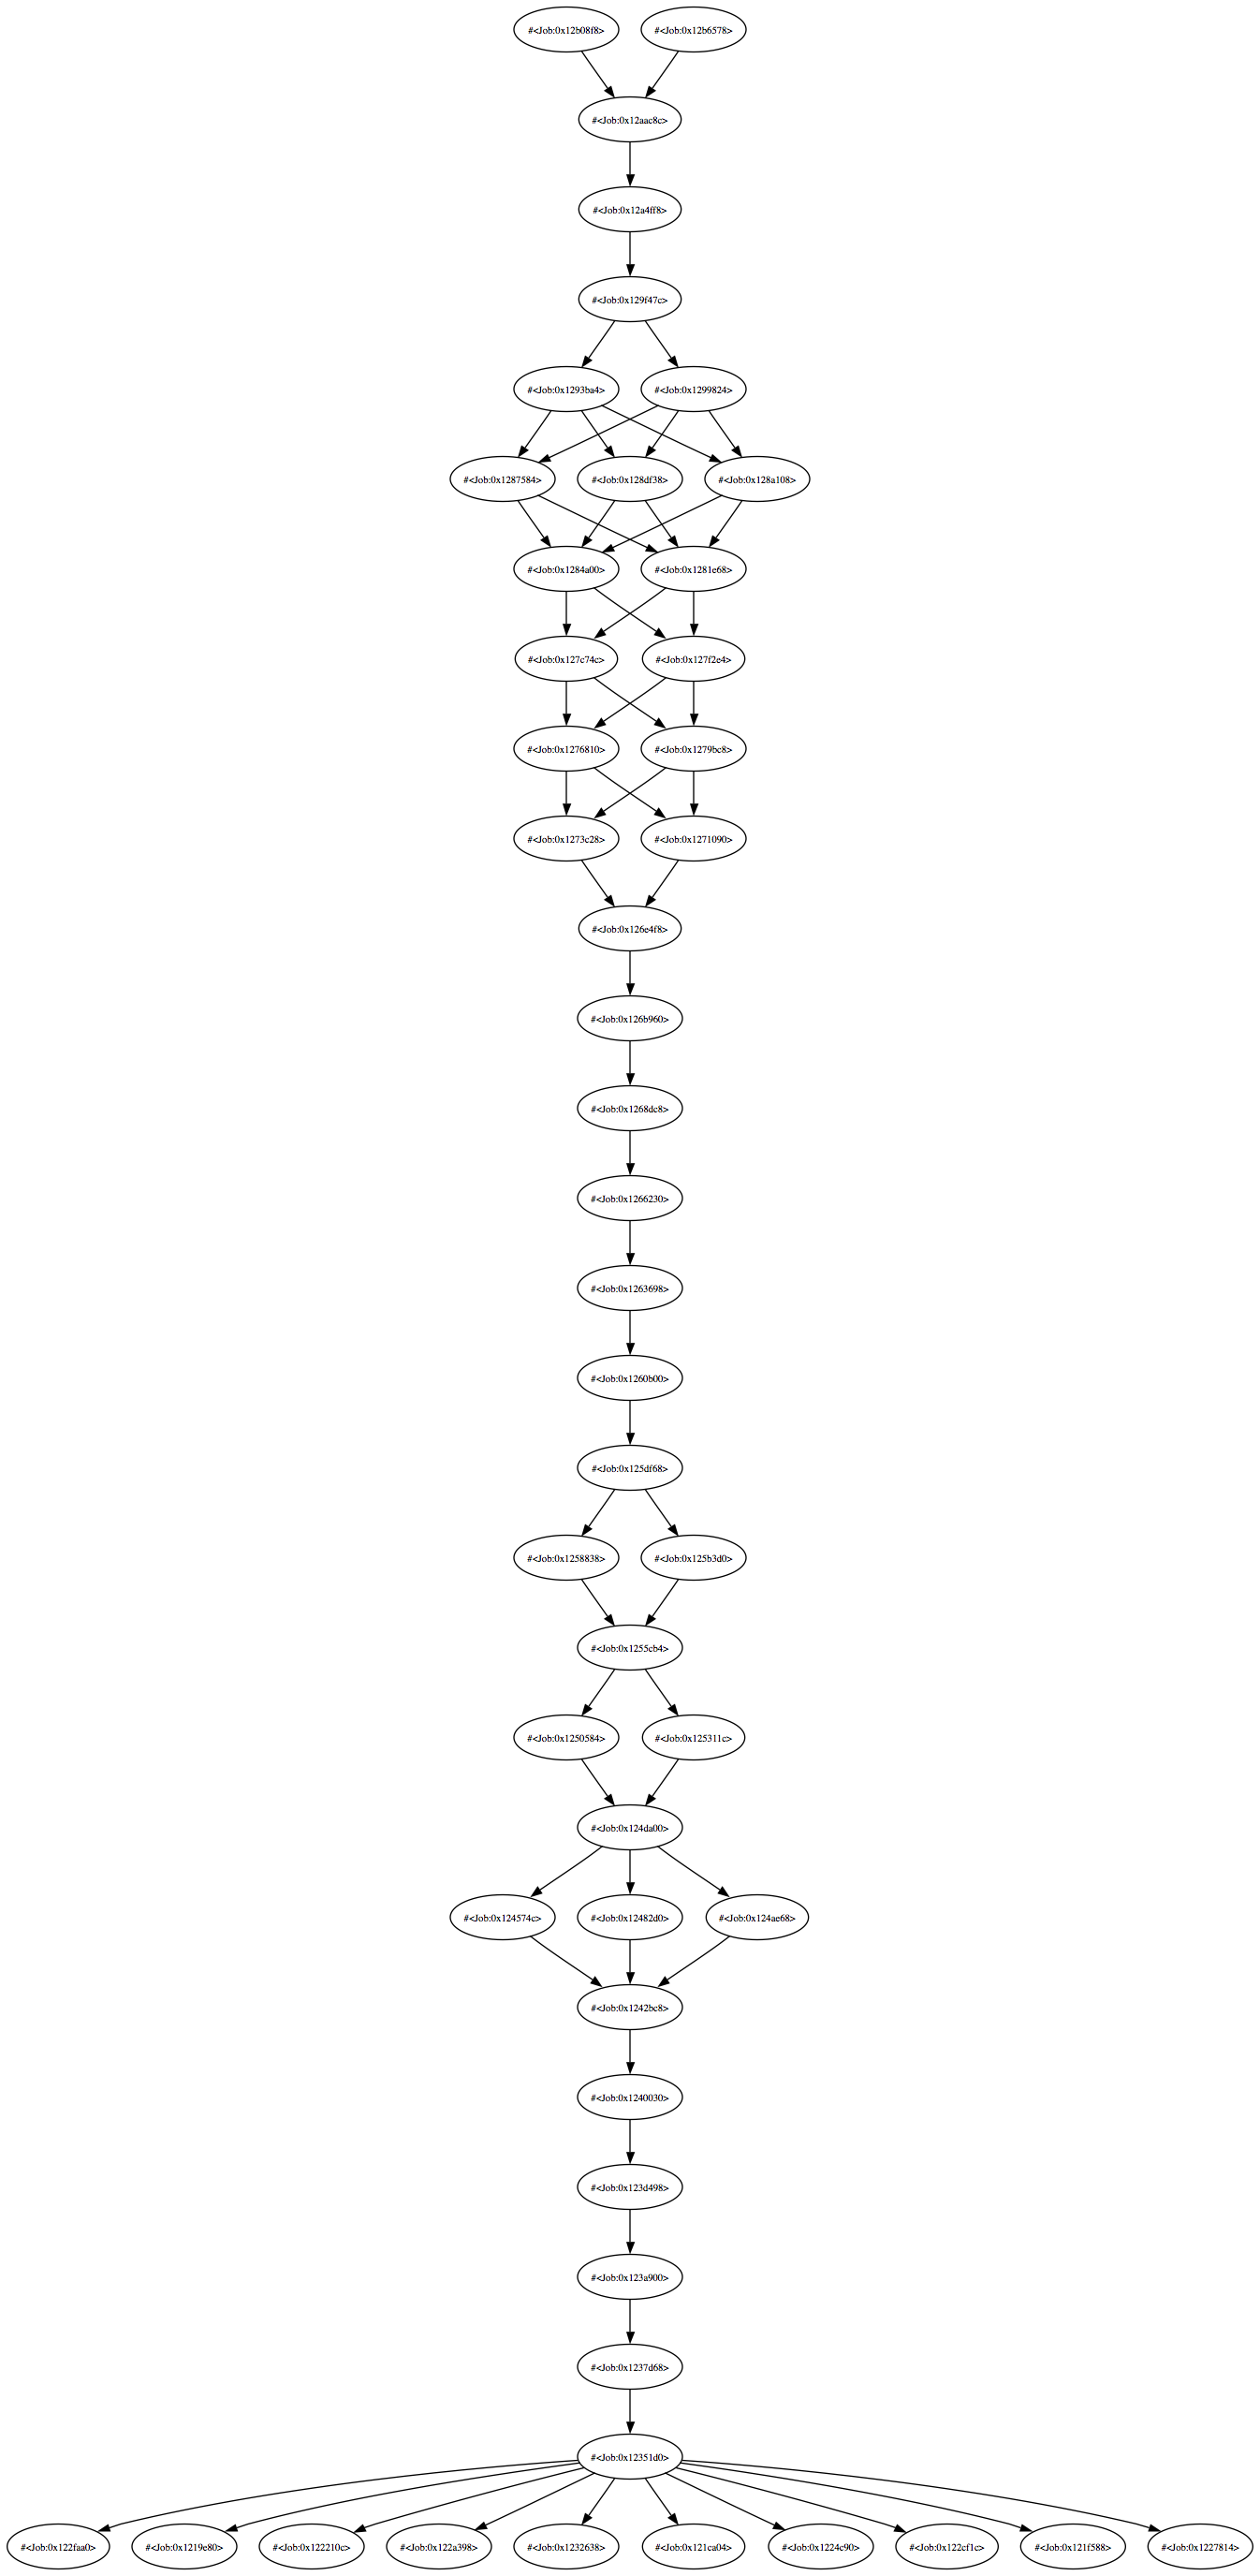 #<Job:0x12b08f8> #<Job:0x12b6578>
#<Job:0x12aac8c>
#<Job:0x12a4ff8>
#<Job:0x129f47c>
#<Job:0x1293ba4> #<Job:0x1299824>
#<Job:0x1287584> #<Job:0x128df38> #<Job:0x128a108>
#<Job:0x1284a00> #<Job:0x1281e68>
#<Job:0x127c74c> #<Job:0x127f2e4>
#<Job:0x1276810> #<Job:0x1279bc8>
#<Job:0x1273c28> #<Job:0x1271090>
#<Job:0x126e4f8>
#<Job:0x126b960>
#<Job:0x1268dc8>
#<Job:0x1266230>
#<Job:0x1263698>
#<Job:0x1260b00>
#<Job:0x125df68>
#<Job:0x1258838> #<Job:0x125b3d0>
#<Job:0x1255cb4>
#<Job:0x1250584> #<Job:0x125311c>
#<Job:0x124da00>
#<Job:0x124574c> #<Job:0x12482d0> #<Job:0x124ae68>
#<Job:0x1242bc8>
#<Job:0x1240030>
#<Job:0x123d498>
#<Job:0x123a900>
#<Job:0x1237d68>
#<Job:0x12351d0>
#<Job:0x122faa0> #<Job:0x1219e80> #<Job:0x122210c> #<Job:0x122a398> #<Job:0x1232638> #<Job:0x121ca04> #<Job:0x1224c90> #<Job:0x122cf1c> #<Job:0x121f588> #<Job:0x1227814>